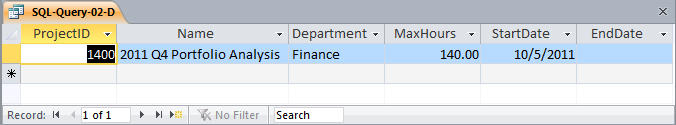 SQL-Query-02-D
ProjectID Name Department MaxHours StartDate EndDate
1400 2011 Q4 Portfolio Analysis Finance 140.00 10/5/2011
Record: 1 of 1 No Filter Search